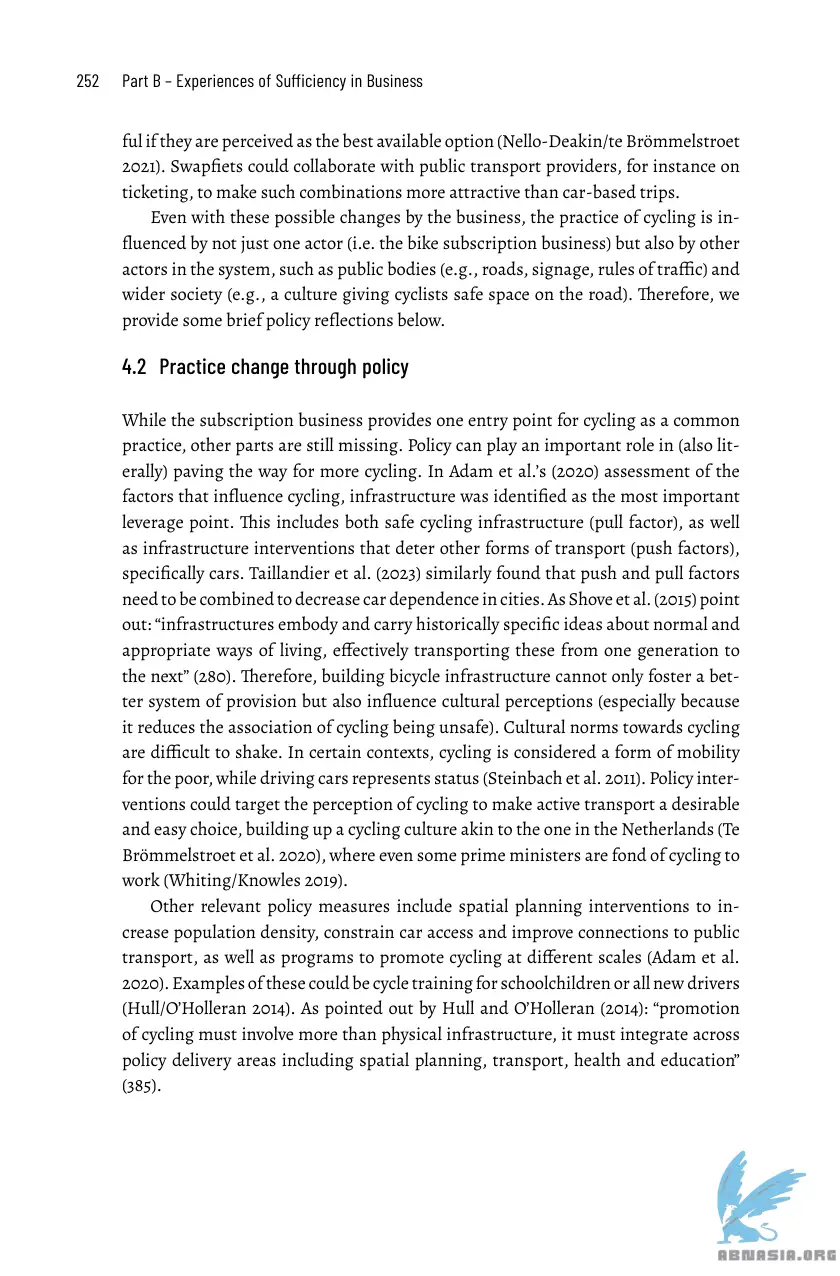 252 Part B – Experiences of Sufficiency in Business
ful if they are perceived as the best available option (Nello-Deakin/te Brömmelstroet
2021). Swapfiets could collaborate with public transport providers, for instance on
ticketing, to make such combinations more attractive than car-based trips.
Even with these possible changes by the business, the practice of cycling is in-
fluenced by not just one actor (i.e. the bike subscription business) but also by other
actors in the system, such as public bodies (e.g., roads, signage, rules of traffic) and
wider society (e.g., a culture giving cyclists safe space on the road). Therefore, we
provide some brief policy reflections below.
4.2 Practice change through policy
While the subscription business provides one entry point for cycling as a common
practice, other parts are still missing. Policy can play an important role in (also lit-
erally) paving the way for more cycling. In Adam et al.’s (2020) assessment of the
factors that influence cycling, infrastructure was identified as the most important
leverage point. This includes both safe cycling infrastructure (pull factor), as well
as infrastructure interventions that deter other forms of transport (push factors),
specifically cars. Taillandier et al. (2023) similarly found that push and pull factors
need to be combined to decrease car dependence in cities. As Shove et al. (2015) point
out: “infrastructures embody and carry historically specific ideas about normal and
appropriate ways of living, effectively transporting these from one generation to
the next” (280). Therefore, building bicycle infrastructure cannot only foster a bet-
ter system of provision but also influence cultural perceptions (especially because
it reduces the association of cycling being unsafe). Cultural norms towards cycling
are difficult to shake. In certain contexts, cycling is considered a form of mobility
for the poor, while driving cars represents status (Steinbach et al. 2011). Policy inter-
ventions could target the perception of cycling to make active transport a desirable
and easy choice, building up a cycling culture akin to the one in the Netherlands (Te
Brömmelstroet et al. 2020), where even some prime ministers are fond of cycling to
work (Whiting/Knowles 2019).
Other relevant policy measures include spatial planning interventions to in-
crease population density, constrain car access and improve connections to public
transport, as well as programs to promote cycling at different scales (Adam et al.
2020). Examples of these could be cycle training for schoolchildren or all new drivers
(Hull/O’Holleran 2014). As pointed out by Hull and O’Holleran (2014): “promotion
of cycling must involve more than physical infrastructure, it must integrate across
policy delivery areas including spatial planning, transport, health and education”
(385).
ABNASIA.ORG